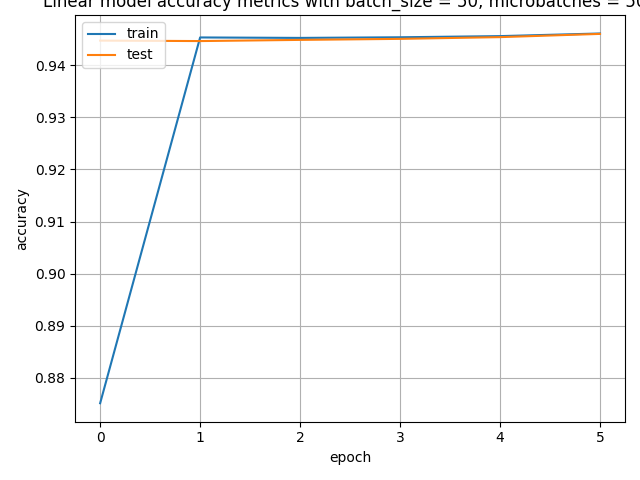 Linear model accuracy metrics with batch_size = 50, microbatches = 50
train
test
0.94
0.93
0.92
0.91
0.90
0.89
0.88
accuracy
0 1 2 3 4 5
epoch